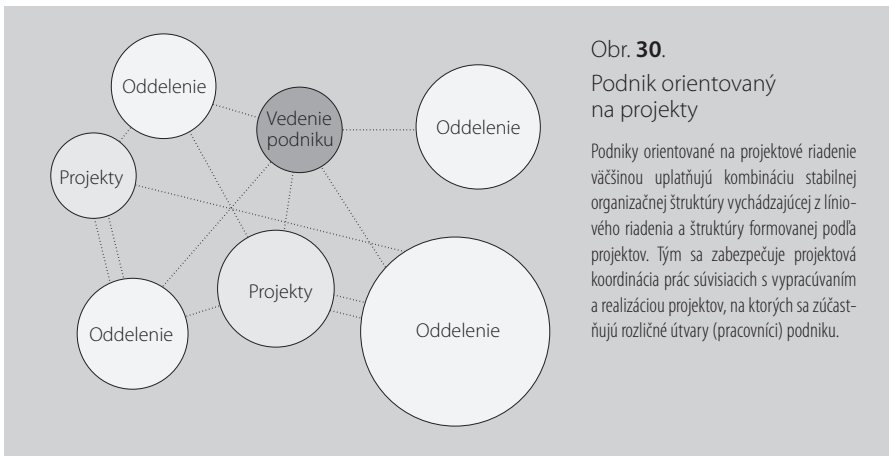 Oddelenie
Vedenie
podniku
Oddelenie
Projekty
Projekty
Oddelenie
Oddelenie
Obr. 30.
Podnik orientovaný
na projekty
Podniky orientované na projektové riadenie
väčšinou uplatňujú kombináciu stabilnej
organizačnej štruktúry vychádzajúcej z línio-
vého riadenia a štruktúry formovanej podľa
projektov. Tým sa zabezpečuje projektová
koordinácia prác súvisiacich s vypracúvaním
a realizáciou projektov, na ktorých sa zúčast-
ňujú rozličné útvary (pracovníci) podniku.